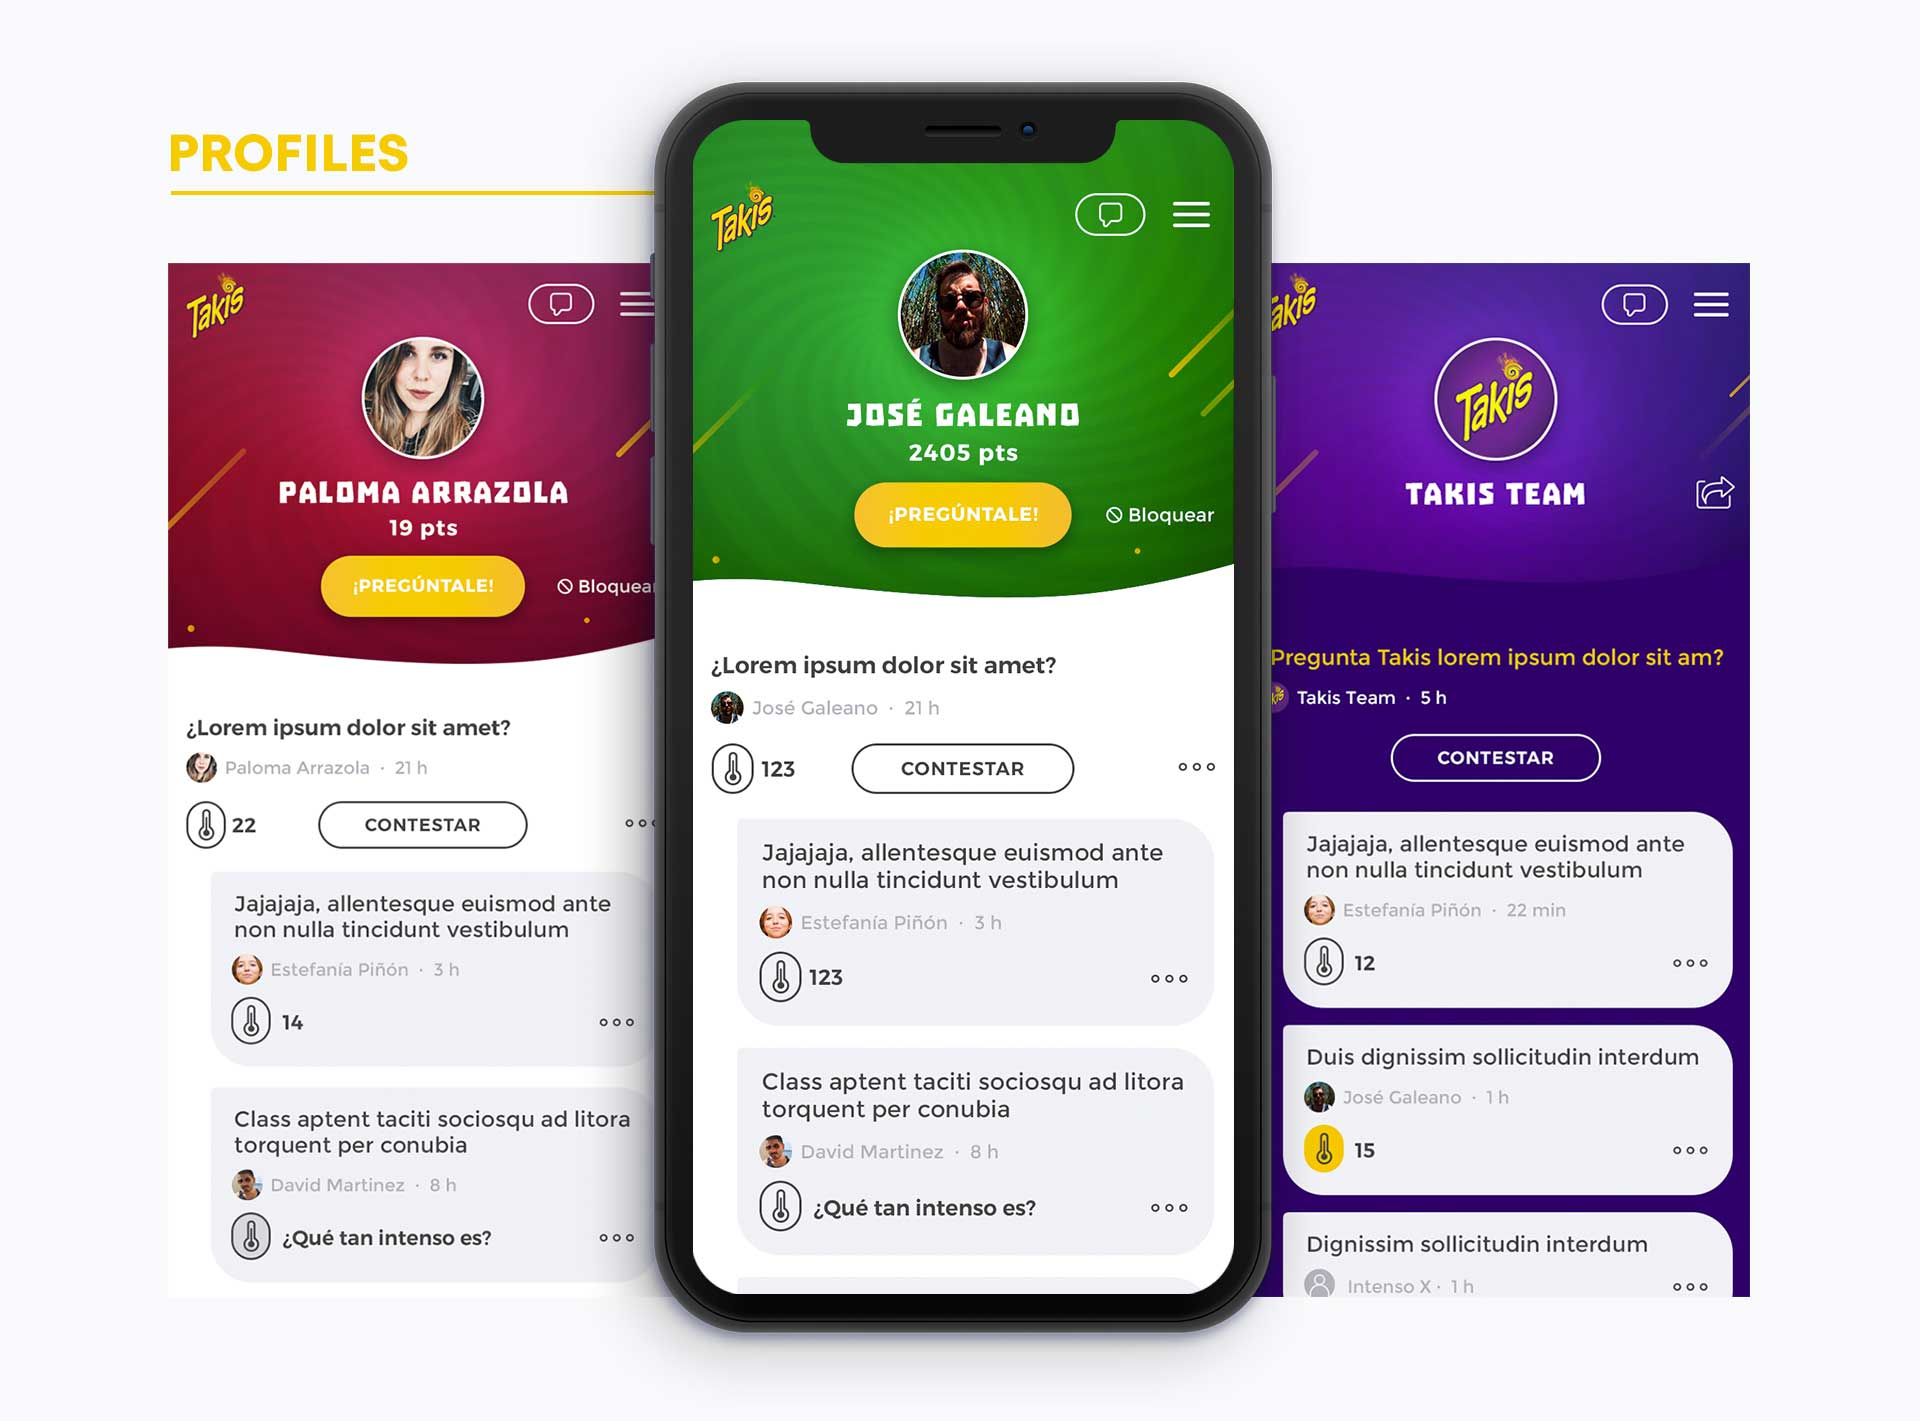 PROFILES
Takis
PALOMA ARRAZOLA
19 pts
¡PREGÚNTALE!
Bloquear
¿Lorem ipsum dolor sit amet?
Paloma Arrazola · 21 h
22
CONTESTAR
Jajajaja, allentesque euismod ante
non nulla tincidunt vestibulum
Estefanía Piñón · 3 h
14
Class aptent taciti sociosqu ad litora
torquent per conubia
David Martinez · 8 h
¿Qué tan intenso es?
Takis
JOSÉ GALEANO
2405 pts
¡PREGÚNTALE!
Bloquear
¿Lorem ipsum dolor sit amet?
José Galeano · 21 h
123
CONTESTAR
Jajajaja, allentesque euismod ante
non nulla tincidunt vestibulum
Estefanía Piñón · 3 h
123
Class aptent taciti sociosqu ad litora
torquent per conubia
David Martinez · 8 h
¿Qué tan intenso es?
Takis
Takis
TAKIS TEAM
Pregunta Takis lorem ipsum dolor sit am?
Takis Team · 5 h
CONTESTAR
Jajajaja, allentesque euismod ante
non nulla tincidunt vestibulum
Estefanía Piñón · 22 min
12
Duis dignissim sollicitudin interdum
José Galeano · 1 h
15
Dignissim sollicitudin interdum
Intenso X · 1 h